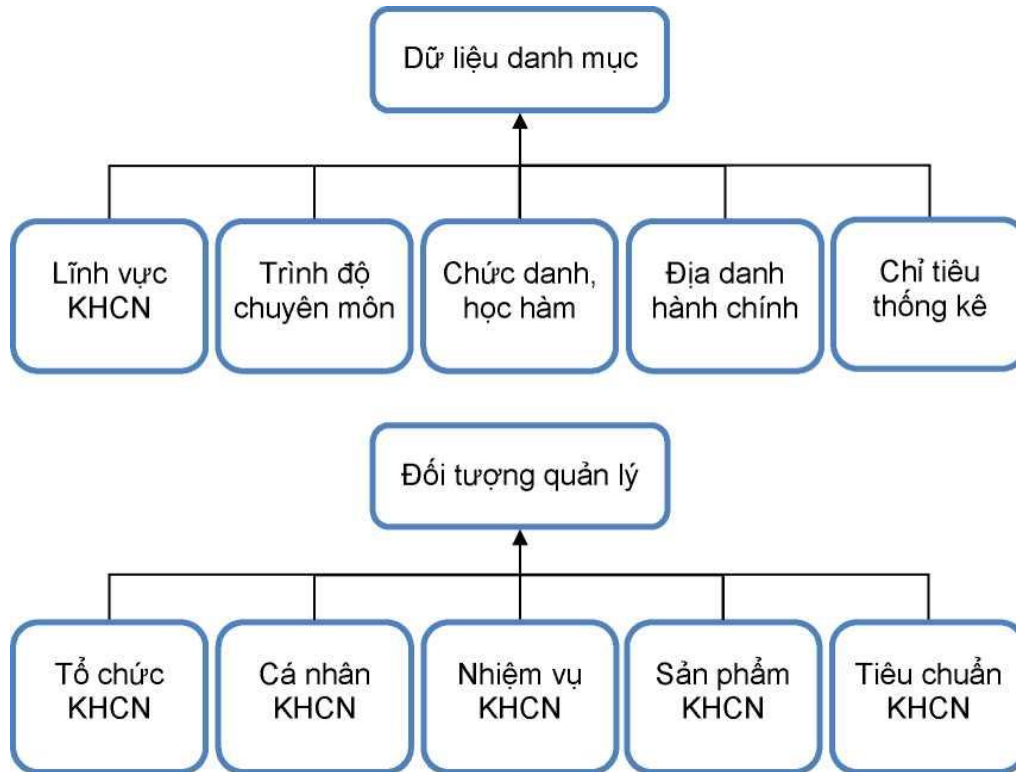 Dữ liệu danh mục
Lĩnh vực
KHCN
Trình độ
chuyên môn
Chức danh,
học hàm
Địa danh
hành chính
Chỉ tiêu
thống kê
Đối tượng quản lý
Tổ chức
KHCN
Cá nhân
KHCN
Nhiệm vụ
KHCN
Sản phẩm
KHCN
Tiêu chuẩn
KHCN